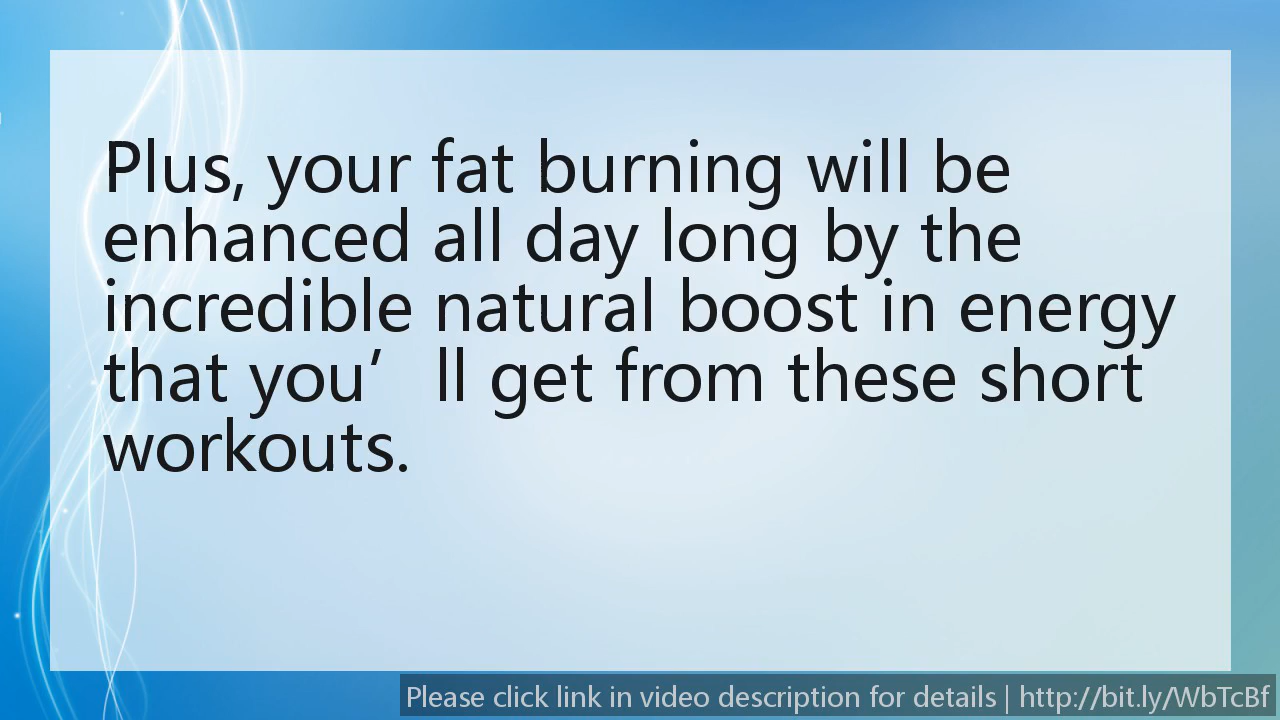 Plus, your fat burning will be
enhanced all day long by the
incredible natural boost in energy
that you’ ll get from these short
workouts.
Please click link in video description for details | http://bit.ly/WbTcBf